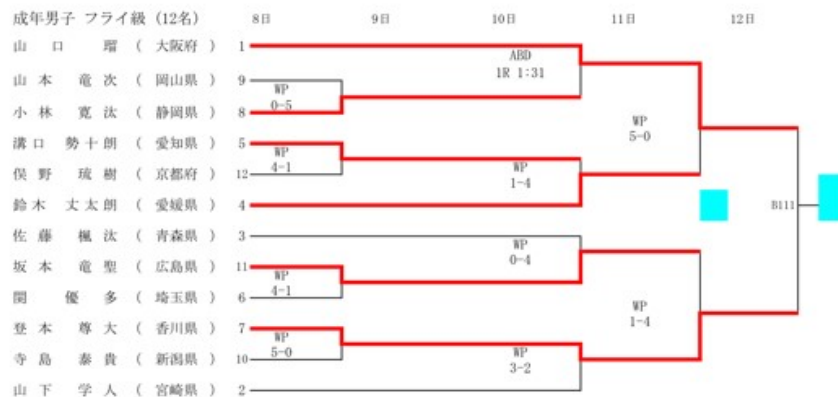 成年男子 フライ級 (12名) 8日 9日 10日 11日 12日
山口 瑠 ( 大阪府 ) 1
ABD
1R 1:31
山本 竜次 ( 岡山県 ) 9
WP
0-5
小林 寛汰 ( 静岡県 ) 8
WP
5-0
溝口 勢十朗 ( 愛知県 ) 5
WP
4-1
WP
1-4
俣野 琉樹 ( 京都府 ) 12
鈴木 丈太朗 ( 愛媛県 ) 4
B111
佐藤 楓汰 ( 青森県 ) 3
WP
0-4
坂本 竜聖 ( 広島県 ) 11
WP
4-1
関 優多 ( 埼玉県 ) 6
WP
1-4
登本 尊大 ( 香川県 ) 7
WP
5-0
WP
3-2
寺島 泰貴 ( 新潟県 ) 10
山下 学人 ( 宮崎県 ) 2